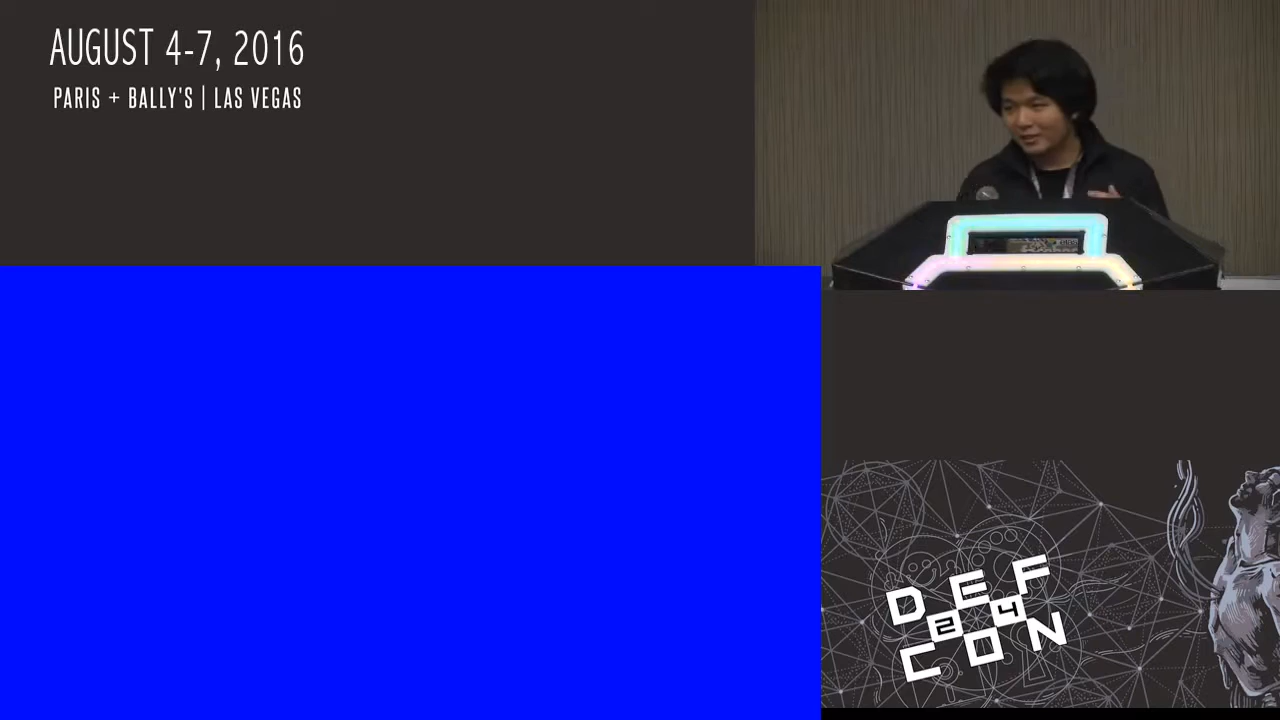 AUGUST 4-7, 2016
PARIS + BALLY'S | LAS VEGAS
DEF
24
CON